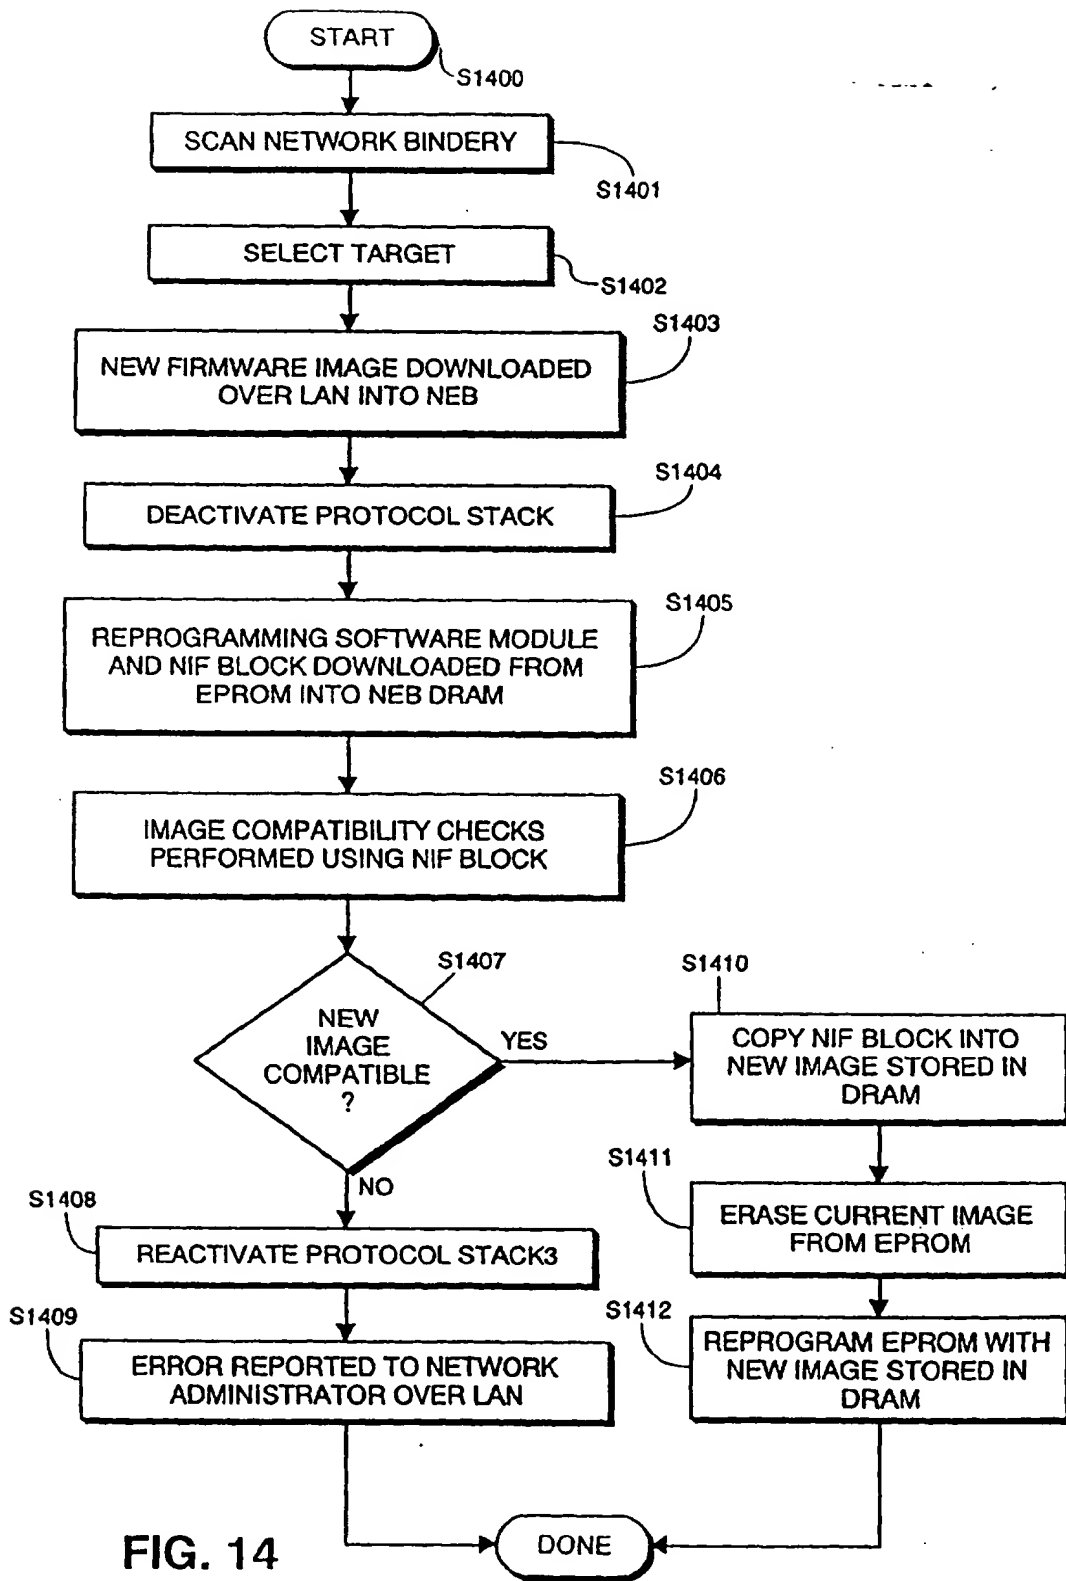 START
S1400
SCAN NETWORK BINDERY
S1401
SELECT TARGET
S1402
S1403
NEW FIRMWARE IMAGE DOWNLOADED
OVER LAN INTO NEB
S1404
DEACTIVATE PROTOCOL STACK
S1405
REPROGRAMMING SOFTWARE MODULE
AND NIF BLOCK DOWNLOADED FROM
EPROM INTO NEB DRAM
S1406
IMAGE COMPATIBILITY CHECKS
PERFORMED USING NIF BLOCK
S1407
NEW
IMAGE
COMPATIBLE
?
YES
NO
S1410
COPY NIF BLOCK INTO
NEW IMAGE STORED IN
DRAM
S1411
ERASE CURRENT IMAGE
FROM EPROM
S1412
REPROGRAM EPROM WITH
NEW IMAGE STORED IN
DRAM
S1408
REACTIVATE PROTOCOL STACK3
S1409
ERROR REPORTED TO NETWORK
ADMINISTRATOR OVER LAN
DONE
FIG. 14